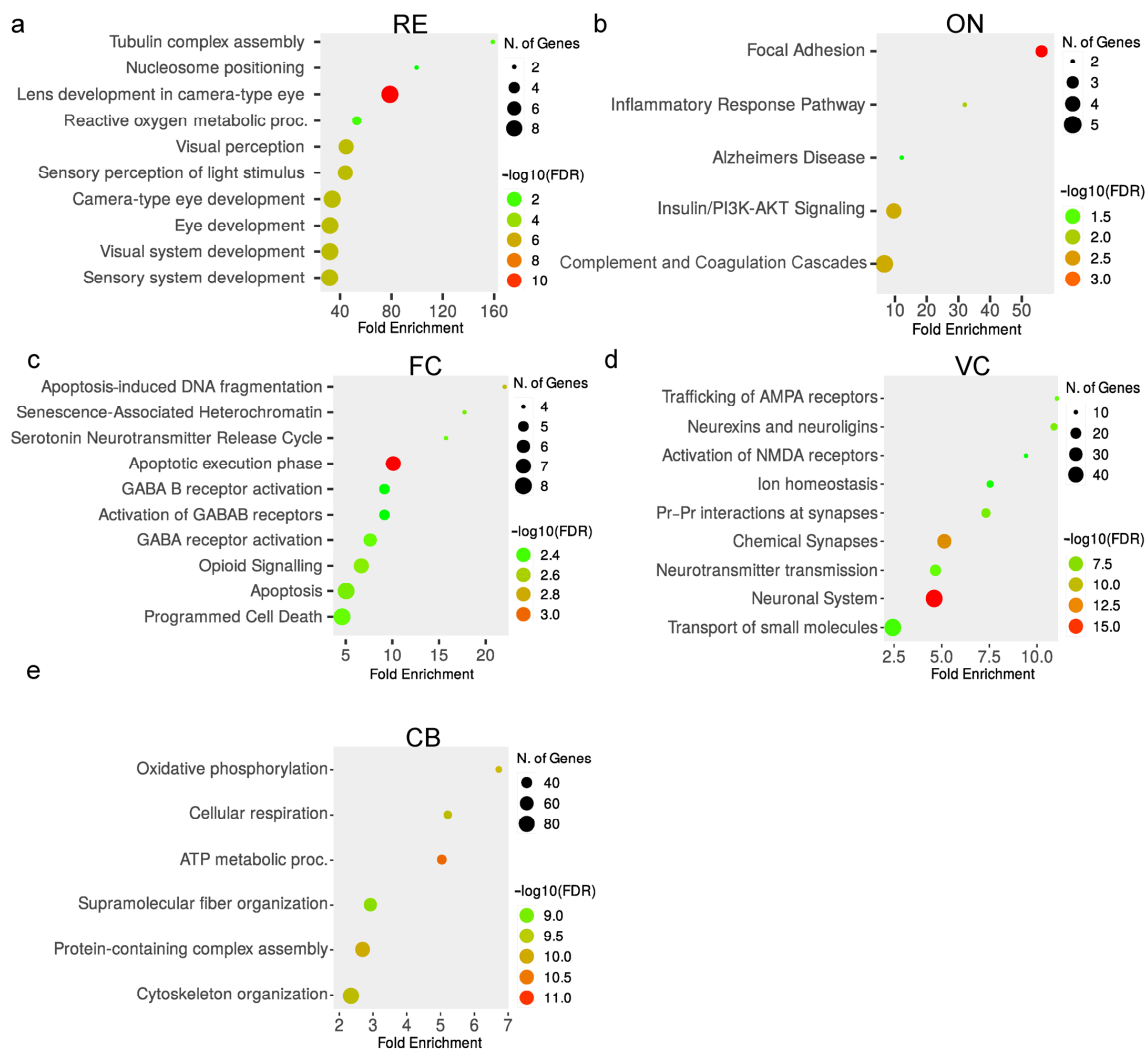 a
RE
Tubulin complex assembly
Nucleosome positioning
Lens development in camera-type eye
Reactive oxygen metabolic proc.
Visual perception
Sensory perception of light stimulus
Camera-type eye development
Eye development
Visual system development
Sensory system development
40 80 120 160
Fold Enrichment
N. of Genes
2
4
6
8
-log10(FDR)
2
4
6
8
10
b
ON
Focal Adhesion
Inflammatory Response Pathway
Alzheimers Disease
Insulin/PI3K-AKT Signaling
Complement and Coagulation Cascades
10 20 30 40 50
Fold Enrichment
N. of Genes
2
3
4
5
-log10(FDR)
1.5
2.0
2.5
3.0
c
FC
Apoptosis-induced DNA fragmentation
Senescence-Associated Heterochromatin
Serotonin Neurotransmitter Release Cycle
Apoptotic execution phase
GABA B receptor activation
Activation of GABAB receptors
GABA receptor activation
Opioid Signalling
Apoptosis
Programmed Cell Death
5 10 15 20
Fold Enrichment
N. of Genes
4
5
6
7
8
-log10(FDR)
2.4
2.6
2.8
3.0
d
VC
Trafficking of AMPA receptors
Neurexins and neuroligins
Activation of NMDA receptors
Ion homeostasis
Pr-Pr interactions at synapses
Chemical Synapses
Neurotransmitter transmission
Neuronal System
Transport of small molecules
2.5 5.0 7.5 10.0
Fold Enrichment
N. of Genes
10
20
30
40
-log10(FDR)
7.5
10.0
12.5
15.0
e
CB
Oxidative phosphorylation
Cellular respiration
ATP metabolic proc.
Supramolecular fiber organization
Protein-containing complex assembly
Cytoskeleton organization
2 3 4 5 6 7
Fold Enrichment
N. of Genes
40
60
80
-log10(FDR)
9.0
9.5
10.0
10.5
11.0